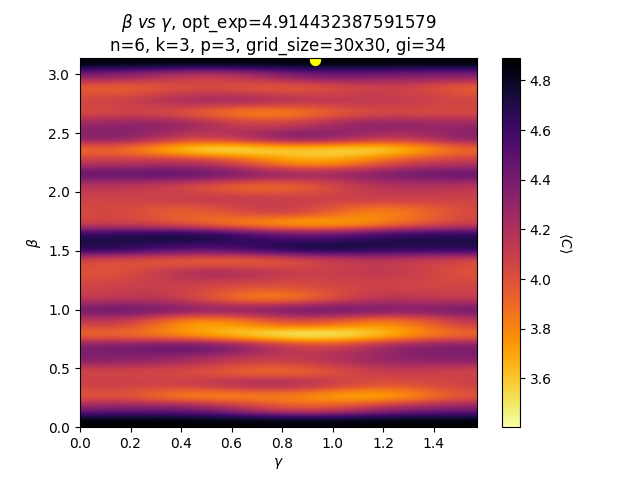 β vs γ, opt_exp=4.914432387591579
n=6, k=3, p=3, grid_size=30x30, gi=34
3.0
2.5
2.0
1.5
1.0
0.5
0.0
β
0.0 0.2 0.4 0.6 0.8 1.0 1.2 1.4
γ
4.8
4.6
4.4
4.2
4.0
3.8
3.6
⟨C⟩